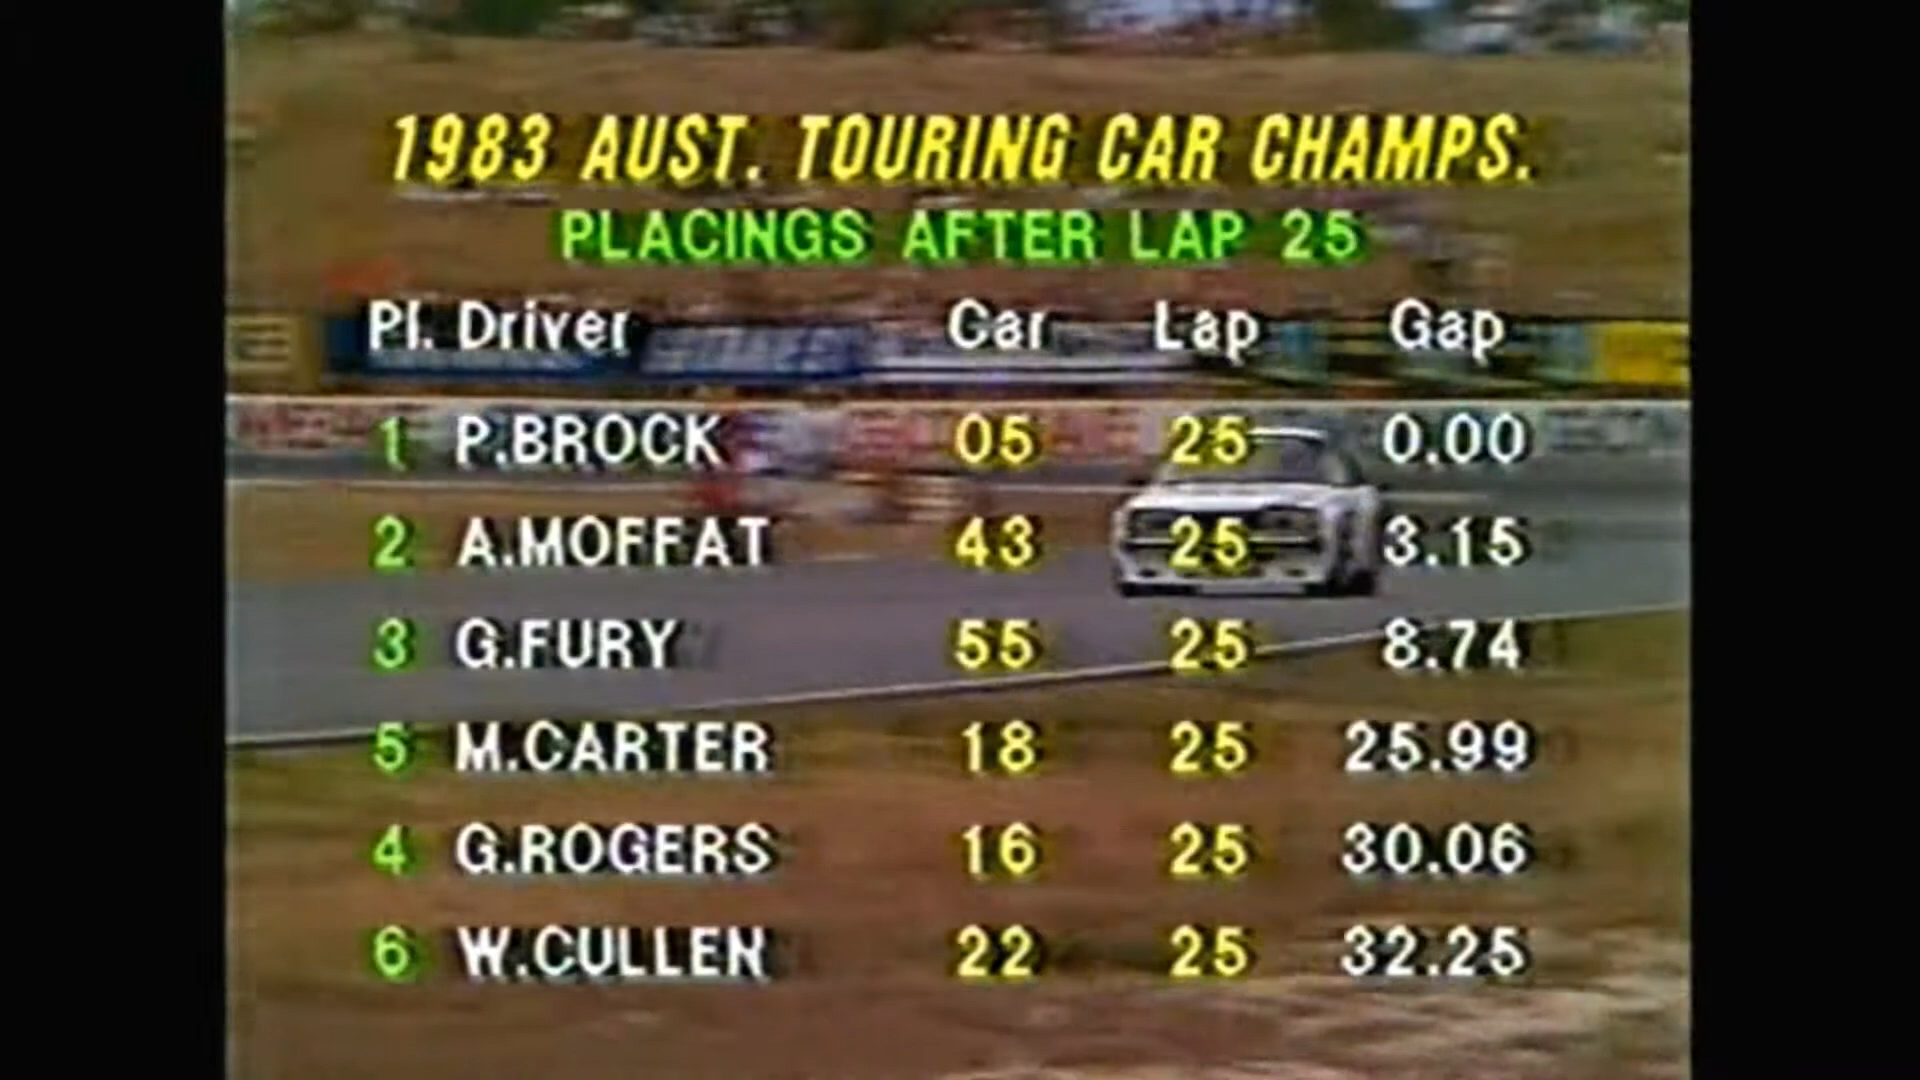 1983 AUST. TOURING CAR CHAMPS.
PLACINGS AFTER LAP 25
Pl. Driver Car Lap Gap
1 P.BROCK 05 25 0.00
2 A.MOFFAT 43 25 3.15
3 G.FURY 55 25 8.74
5 M.CARTER 18 25 25.99
4 G.ROGERS 16 25 30.06
6 W.CULLEN 22 25 32.25